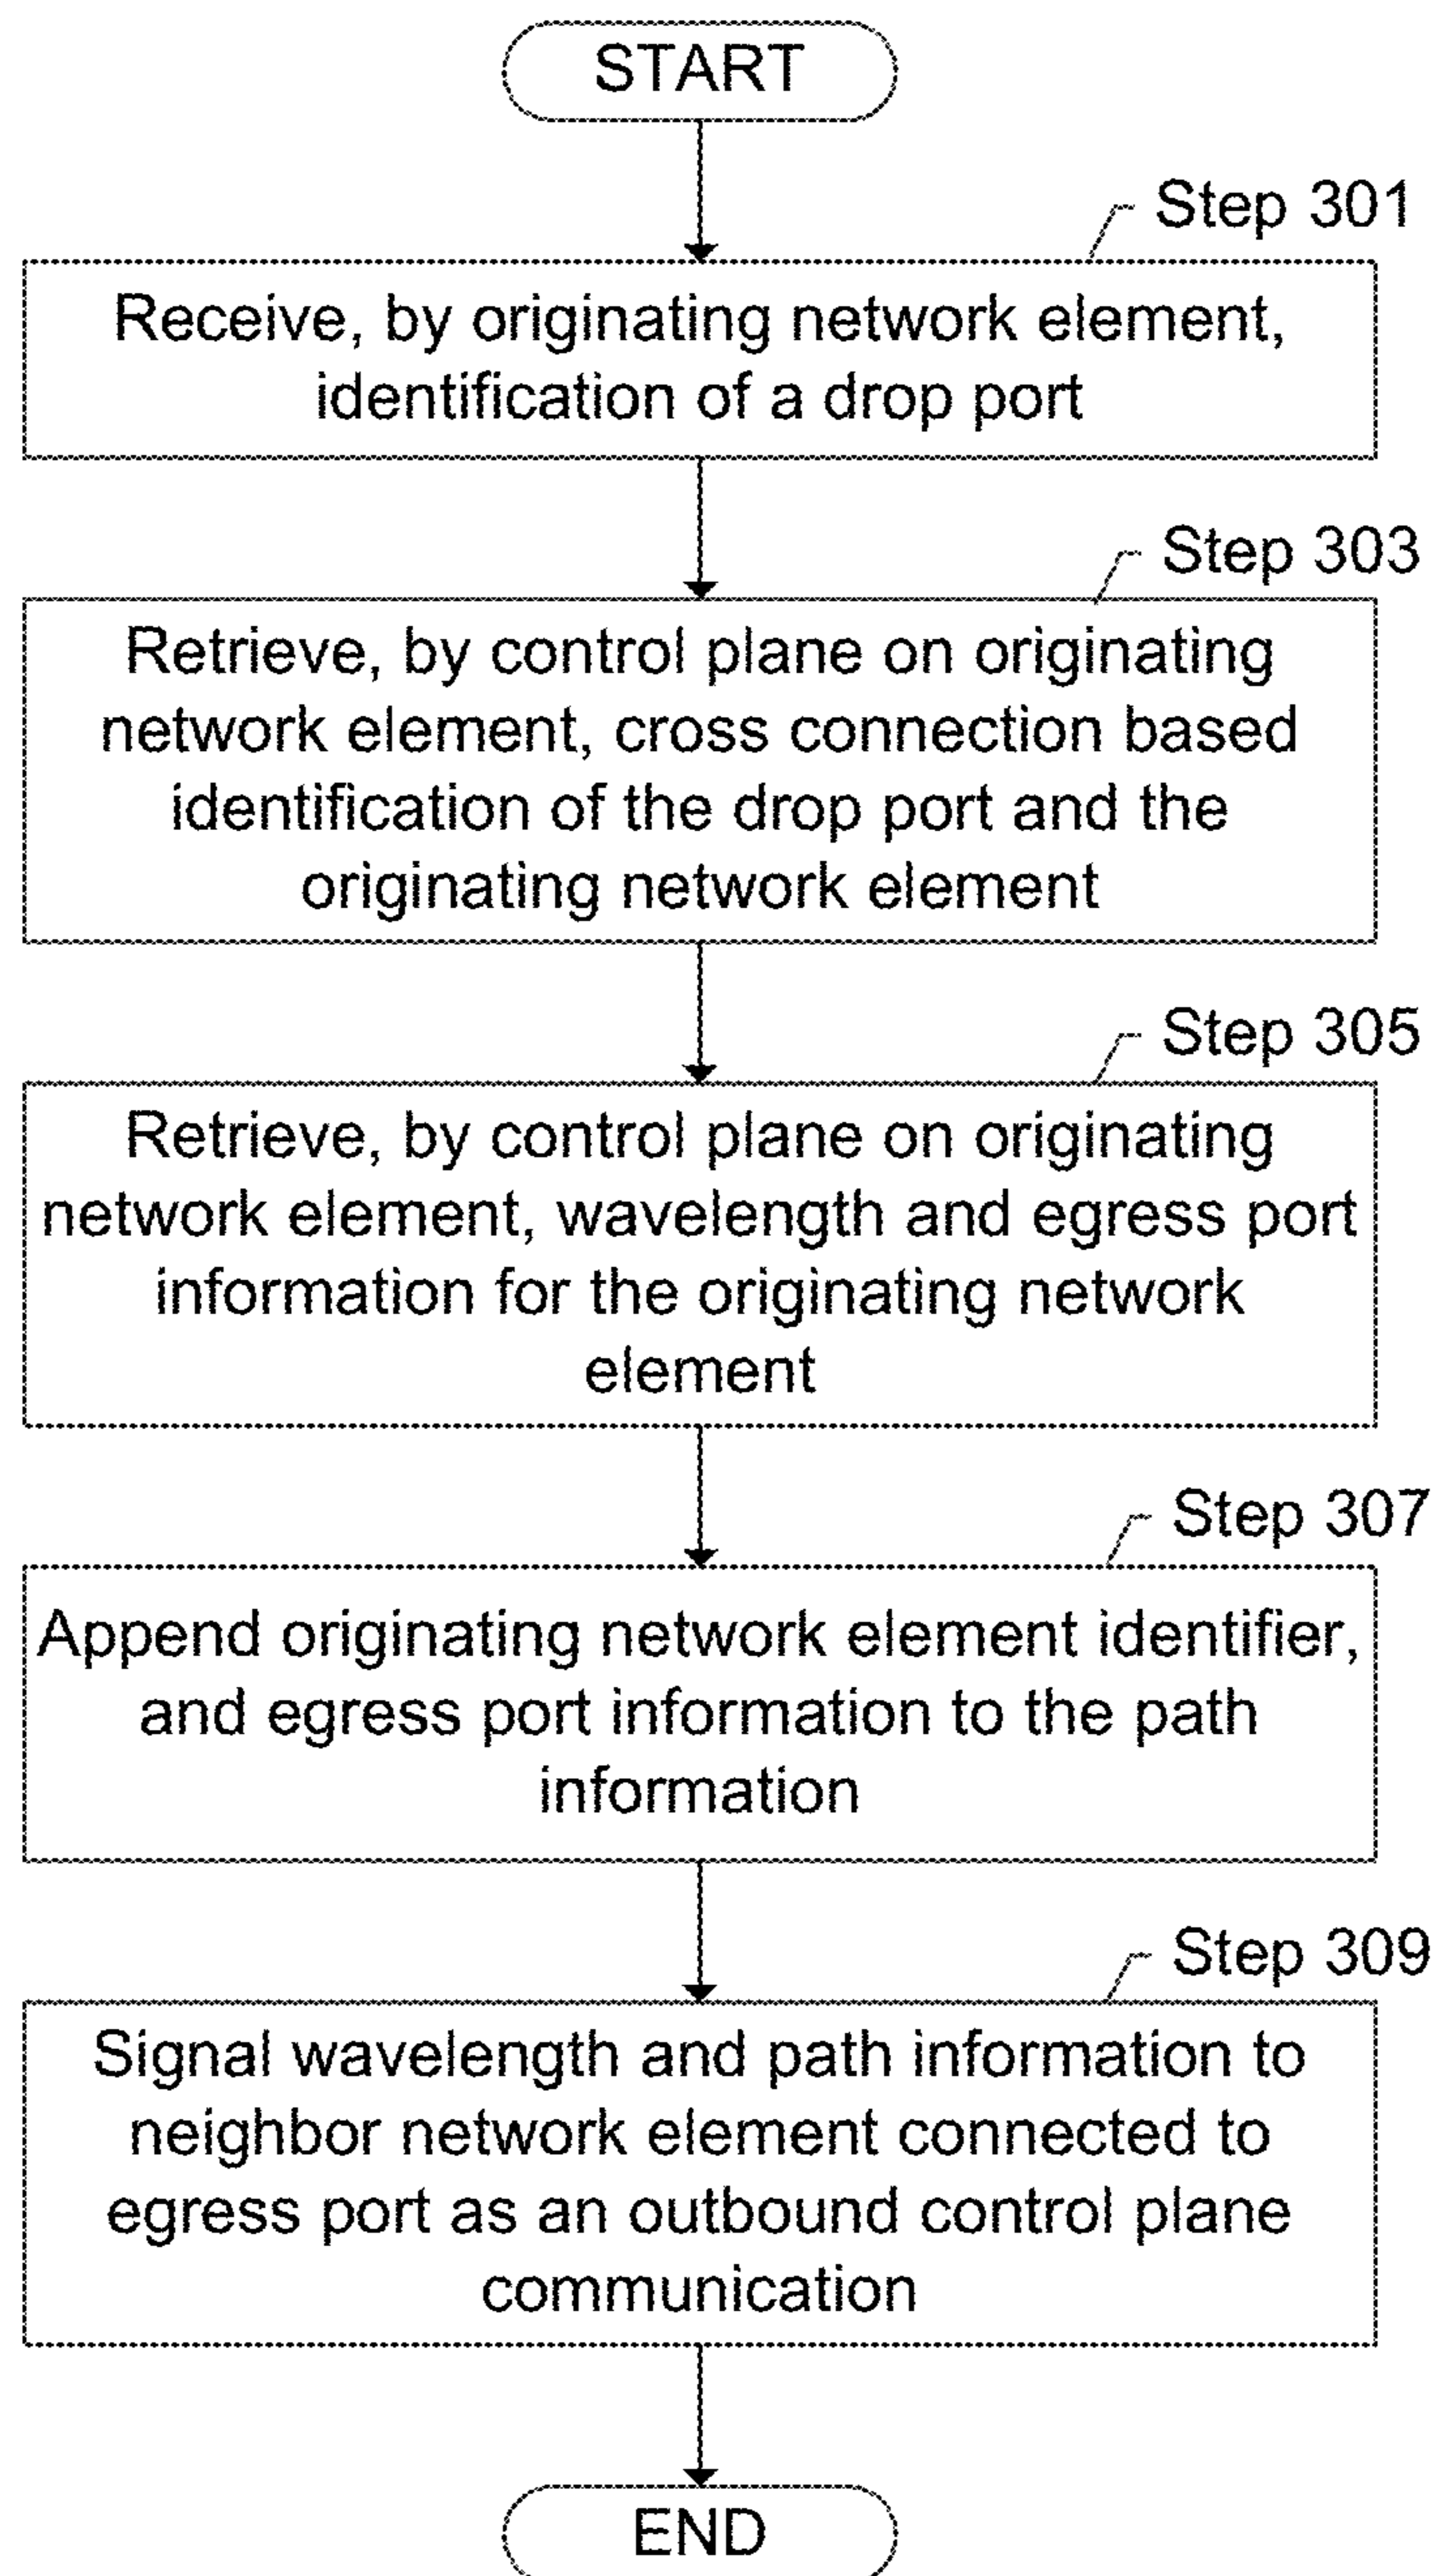 START
Step 301
Receive, by originating network element,
identification of a drop port
Step 303
Retrieve, by control plane on originating
network element, cross connection based
identification of the drop port and the
originating network element
Step 305
Retrieve, by control plane on originating
network element, wavelength and egress port
information for the originating network
element
Step 307
Append originating network element identifier,
and egress port information to the path
information
Step 309
Signal wavelength and path information to
neighbor network element connected to
egress port as an outbound control plane
communication
END